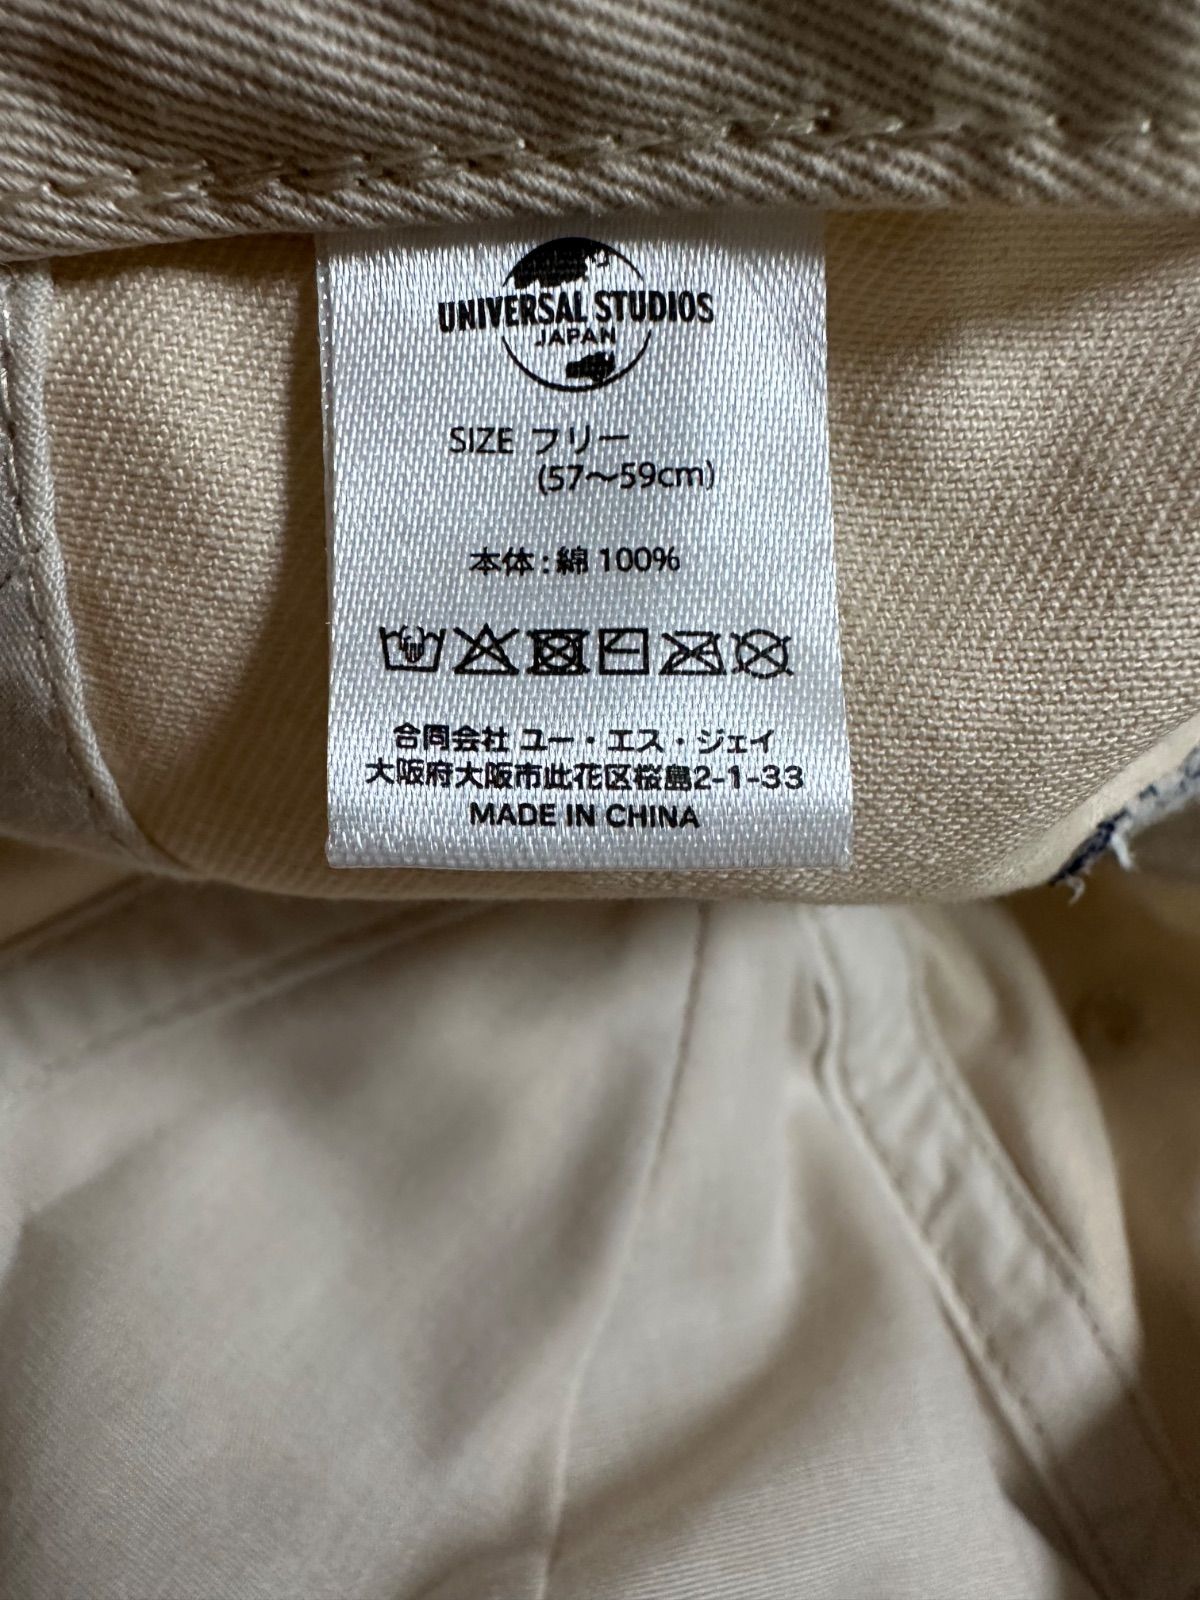 UNIVERSAL STUDIOS
JAPAN
SIZE フリー
(57～59cm)
本体：綿 100%
合同会社 ユー・エス・ジェイ
大阪府大阪市此花区桜島2-1-33
MADE IN CHINA